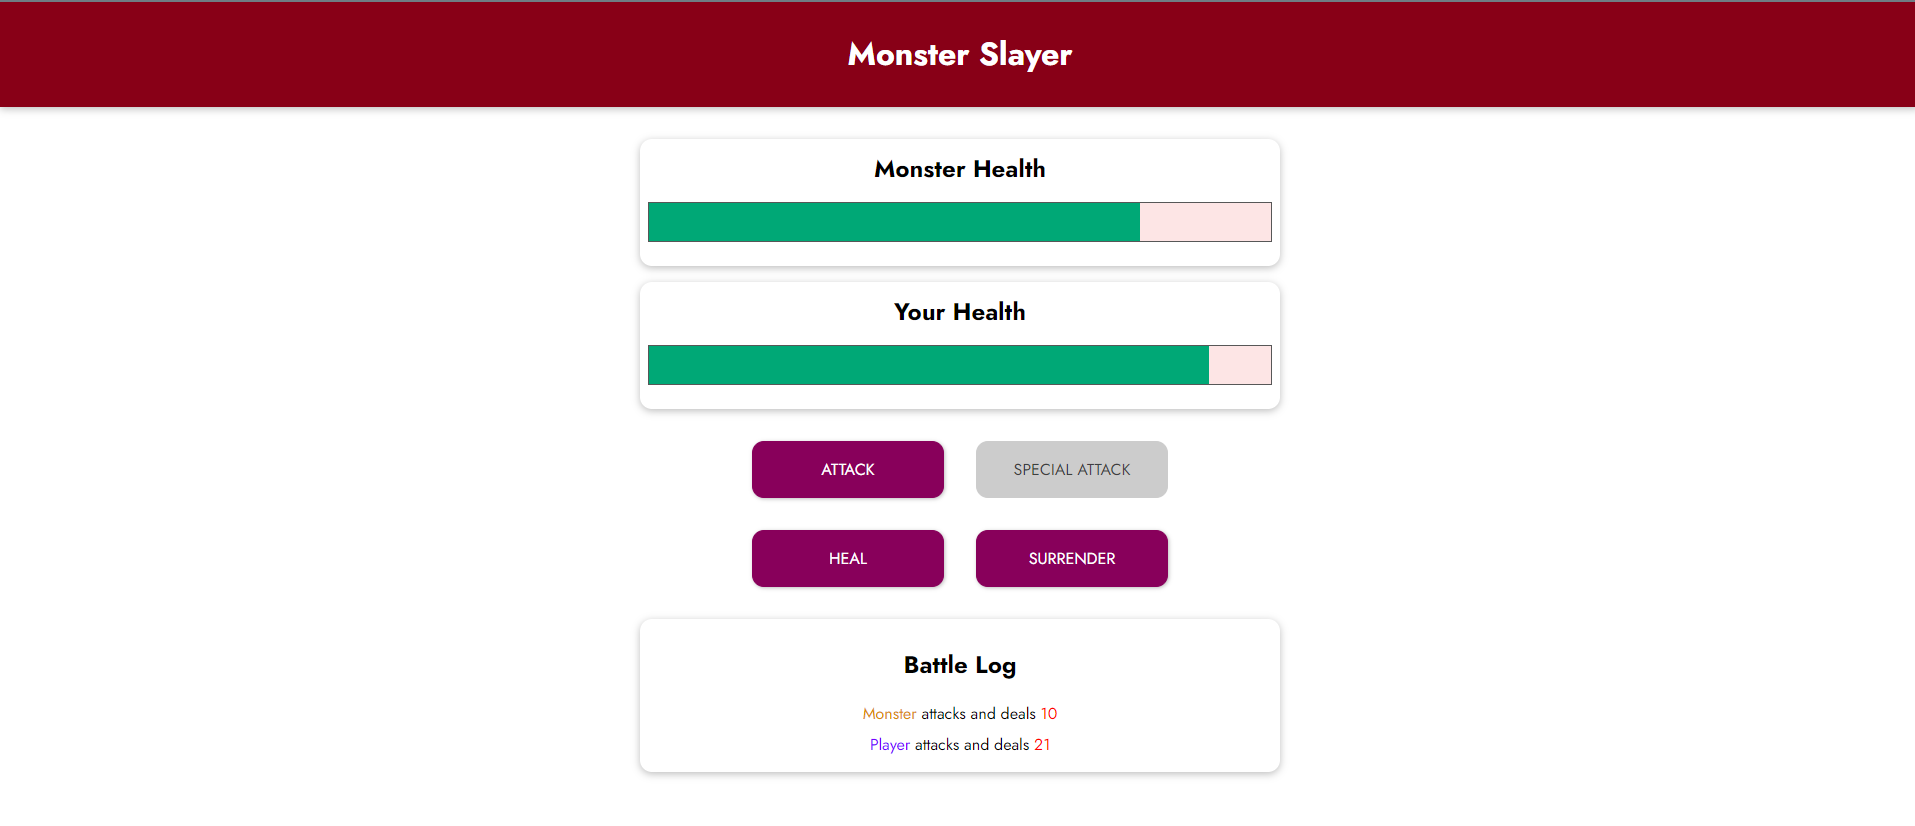 Monster Slayer
Monster Health
Your Health
ATTACK
SPECIAL ATTACK
HEAL
SURRENDER
Battle Log
Monster attacks and deals 10
Player attacks and deals 21